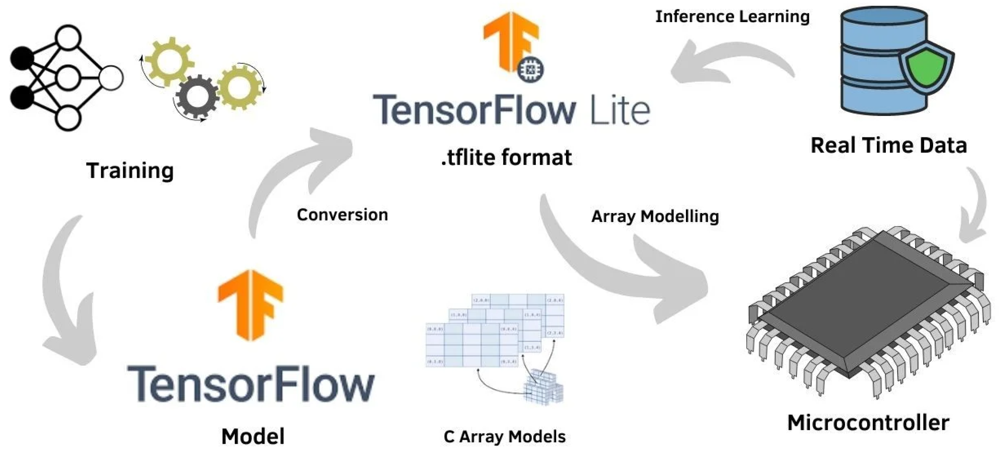 Inference Learning
TensorFlow Lite
.tflite format
Real Time Data
Training
Conversion
Array Modelling
TensorFlow
Model
C Array Models
Microcontroller